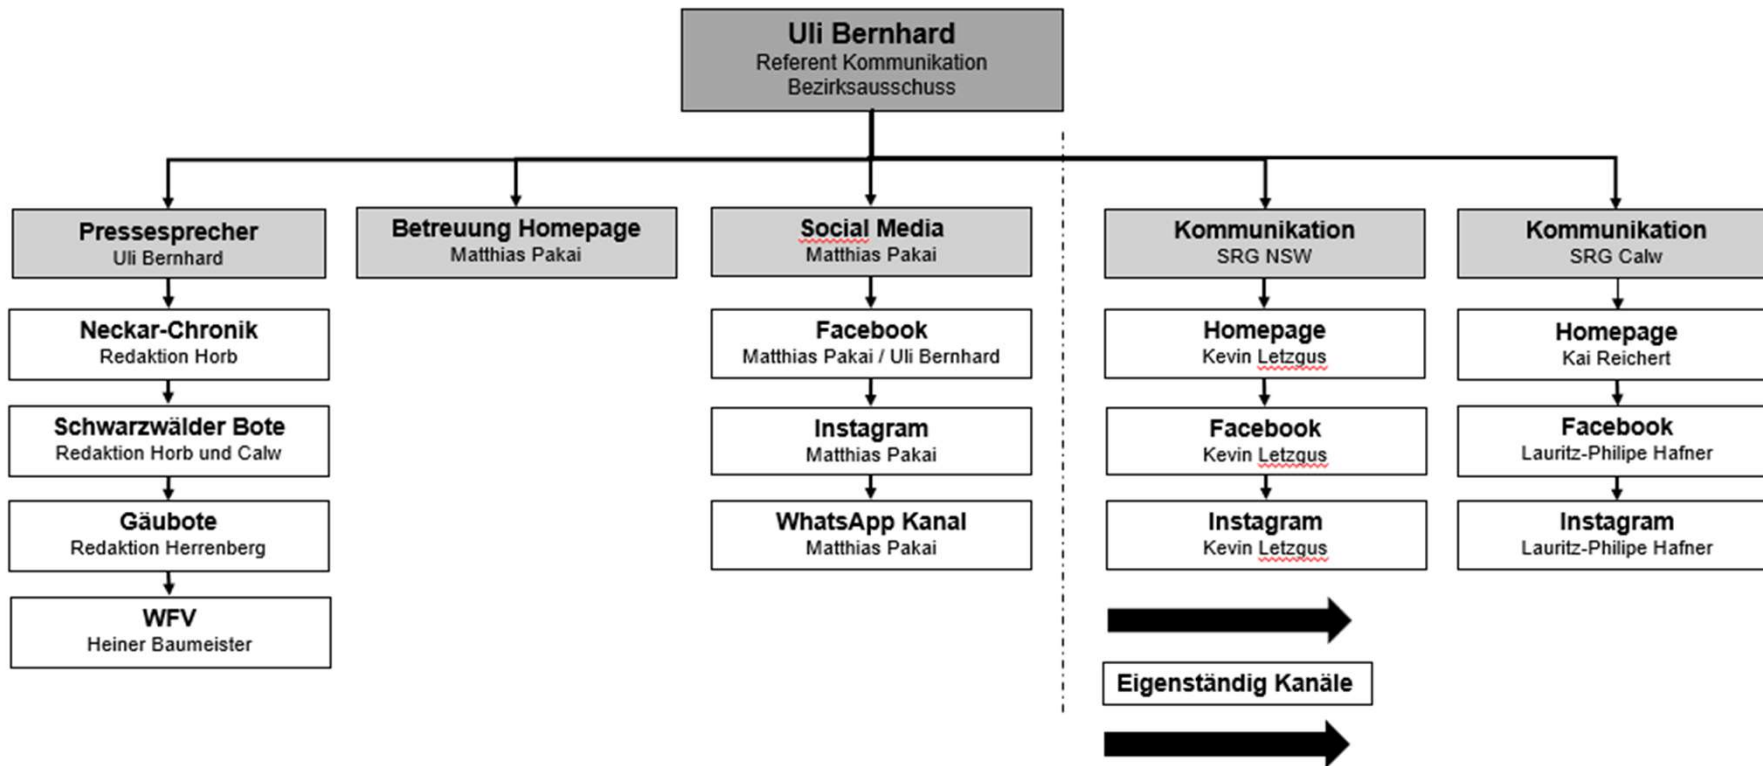 Uli Bernhard
Referent Kommunikation
Bezirksausschuss
Pressesprecher
Uli Bernhard
Neckar-Chronik
Redaktion Horb
Schwarzwälder Bote
Redaktion Horb und Calw
Gäubote
Redaktion Herrenberg
WFV
Heiner Baumeister
Betreuung Homepage
Matthias Pakai
Social Media
Matthias Pakai
Facebook
Matthias Pakai / Uli Bernhard
Instagram
Matthias Pakai
WhatsApp Kanal
Matthias Pakai
Kommunikation
SRG NSW
Homepage
Kevin Letzgus
Facebook
Kevin Letzgus
Instagram
Kevin Letzgus
Eigenständig Kanäle
Kommunikation
SRG Calw
Homepage
Kai Reichert
Facebook
Lauritz-Philipe Hafner
Instagram
Lauritz-Philipe Hafner